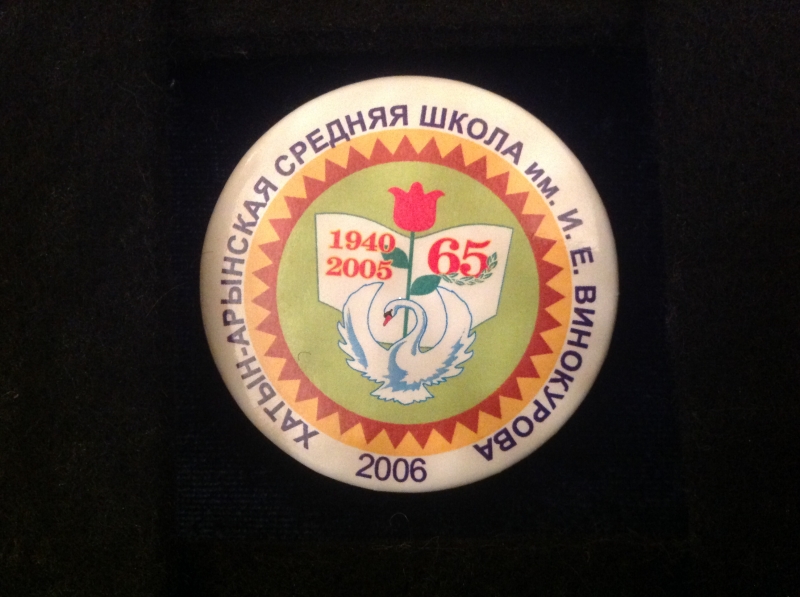 ХАТЫН-АРЫНСКАЯ СРЕДНЯЯ ШКОЛА им. И. Е. ВИНОКУРОВА
1940
2005
65
2006